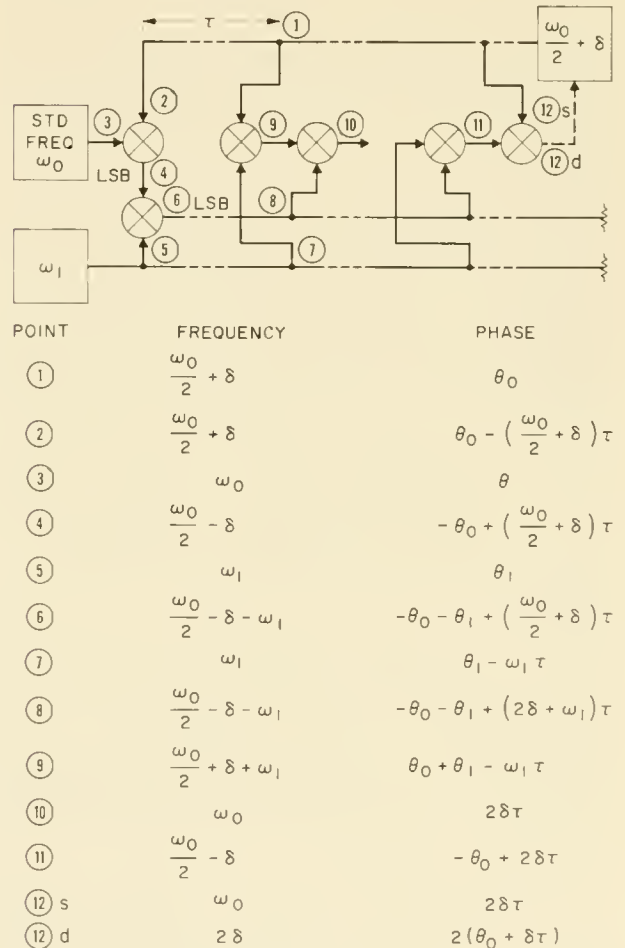 τ ① ω₀/2 + δ
②
STD FREQ ω₀ ③ ⑨ ⑩ ⑪ ⑫ s
LSB ④ ⑫ d
⑥ LSB ⑧
⑤ ⑦
ω₁
POINT FREQUENCY PHASE
① ω₀/2 + δ θ₀
② ω₀/2 + δ θ₀ − (ω₀/2 + δ) τ
③ ω₀ θ
④ ω₀/2 − δ −θ₀ + (ω₀/2 + δ) τ
⑤ ω₁ θ₁
⑥ ω₀/2 − δ − ω₁ −θ₀ − θ₁ + (ω₀/2 + δ) τ
⑦ ω₁ θ₁ − ω₁ τ
⑧ ω₀/2 − δ − ω₁ −θ₀ − θ₁ + (2δ + ω₁) τ
⑨ ω₀/2 + δ + ω₁ θ₀ + θ₁ − ω₁ τ
⑩ ω₀ 2δτ
⑪ ω₀/2 − δ −θ₀ + 2δτ
⑫ s ω₀ 2δτ
⑫ d 2δ 2(θ₀ + δτ)